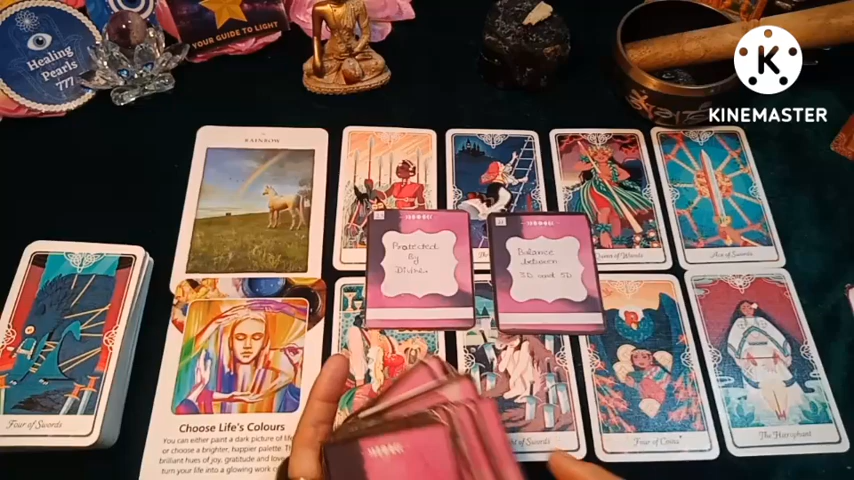 Healing
Pearls
777
YOUR GUIDE TO LIGHT
K
KINEMASTER
RAINBOW
Protected
By
Divine.
Balance
between
3D and 5D
Queen of Wands
Ace of Swords
Four of Swords
of Swords
Four of Coins
The Hierophant
Choose Life's Colours
You can either paint a dark picture of life
or choose a brighter, happier palette.
brilliant hues of joy, gratitude and love
turn your life into a glowing work